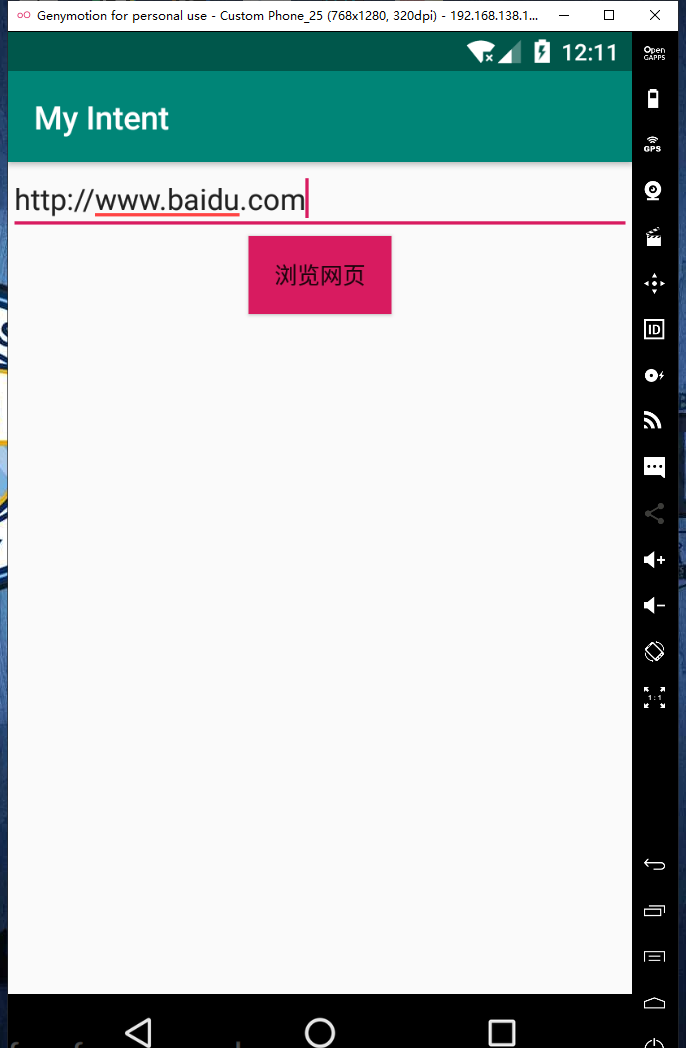 Genymotion for personal use - Custom Phone_25 (768x1280, 320dpi) - 192.168.138.1...
12:11
Open
GAPPS
My Intent
GPS
http://www.baidu.com
浏览网页
ID
1:1